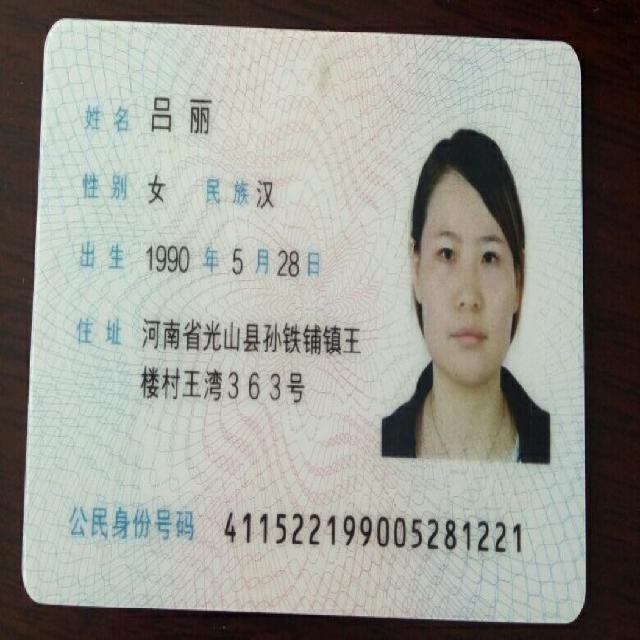 姓名 吕丽
性别 女 民族 汉
出生 1990 年 5 月 28 日
住址 河南省光山县孙铁铺镇王
楼村王湾363号
公民身份号码 411522199005281221